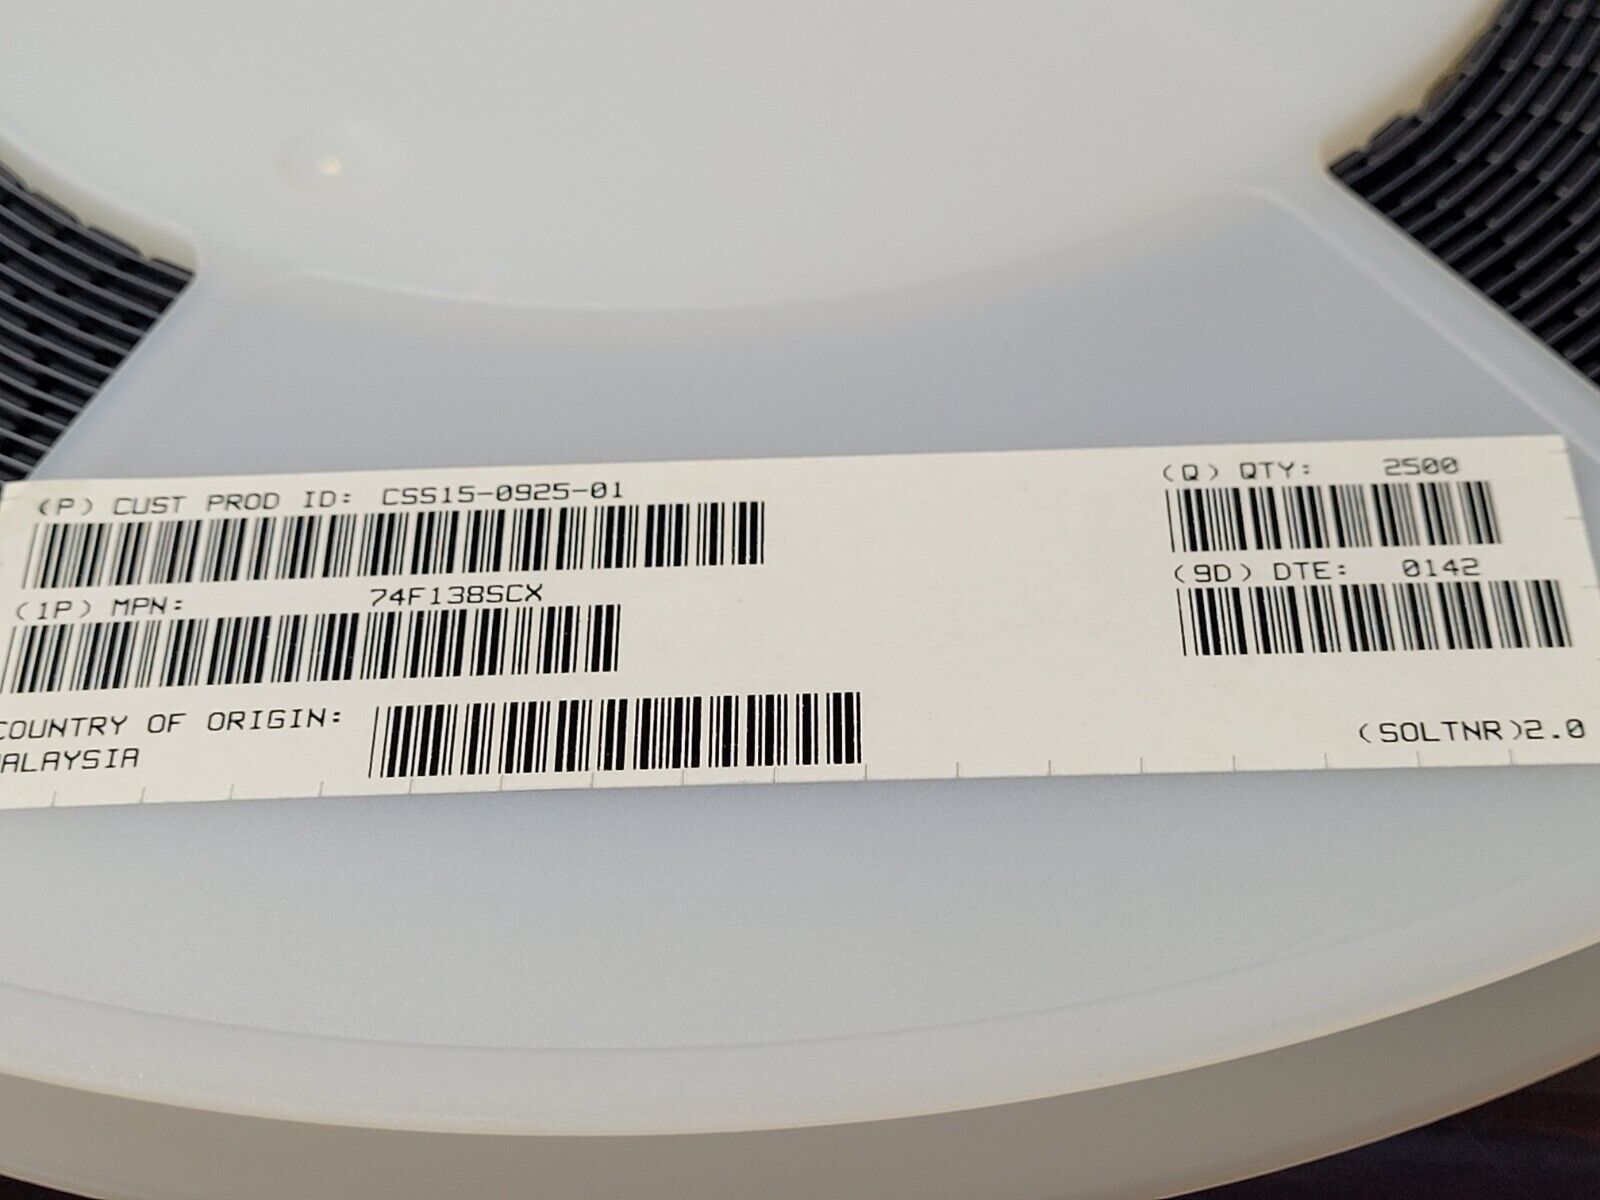 (P) CUST PROD ID: CSS15-0925-01
(Q) QTY: 2500
(1P) MPN: 74F138SCX
(9D) DTE: 0142
COUNTRY OF ORIGIN:
MALAYSIA
(SOLTNR)2.0